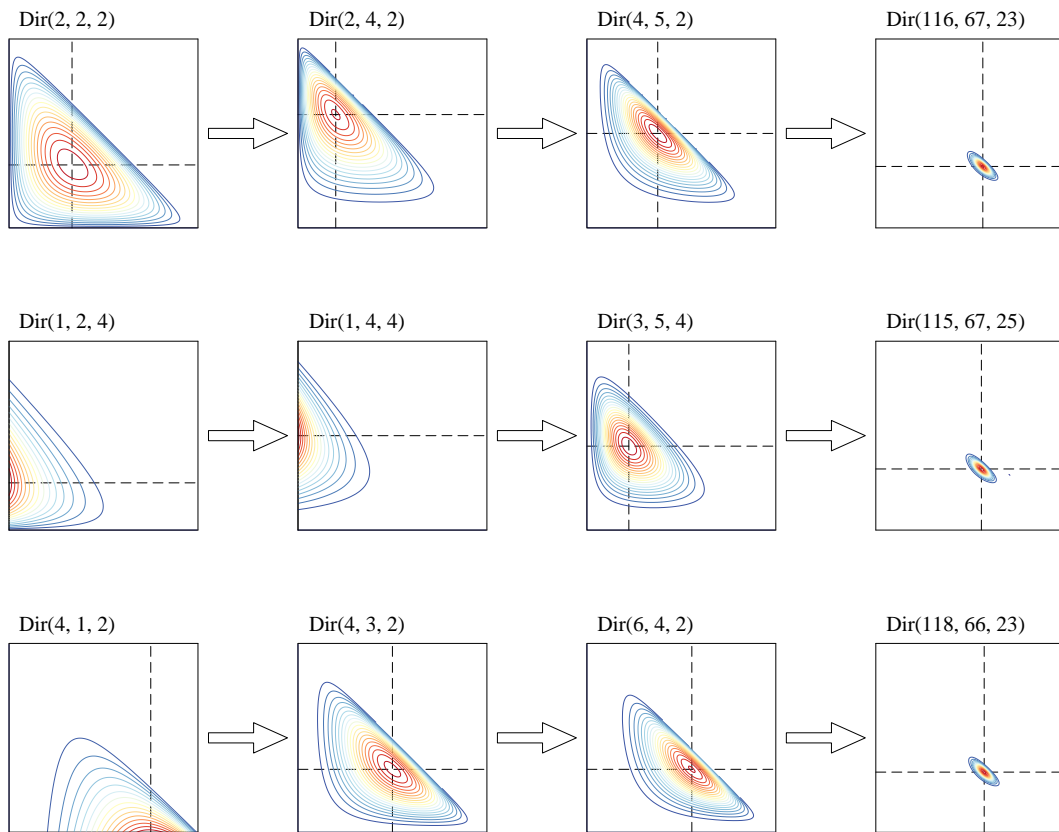 Dir(2, 2, 2)
Dir(2, 4, 2)
Dir(4, 5, 2)
Dir(116, 67, 23)
Dir(1, 2, 4)
Dir(1, 4, 4)
Dir(3, 5, 4)
Dir(115, 67, 25)
Dir(4, 1, 2)
Dir(4, 3, 2)
Dir(6, 4, 2)
Dir(118, 66, 23)